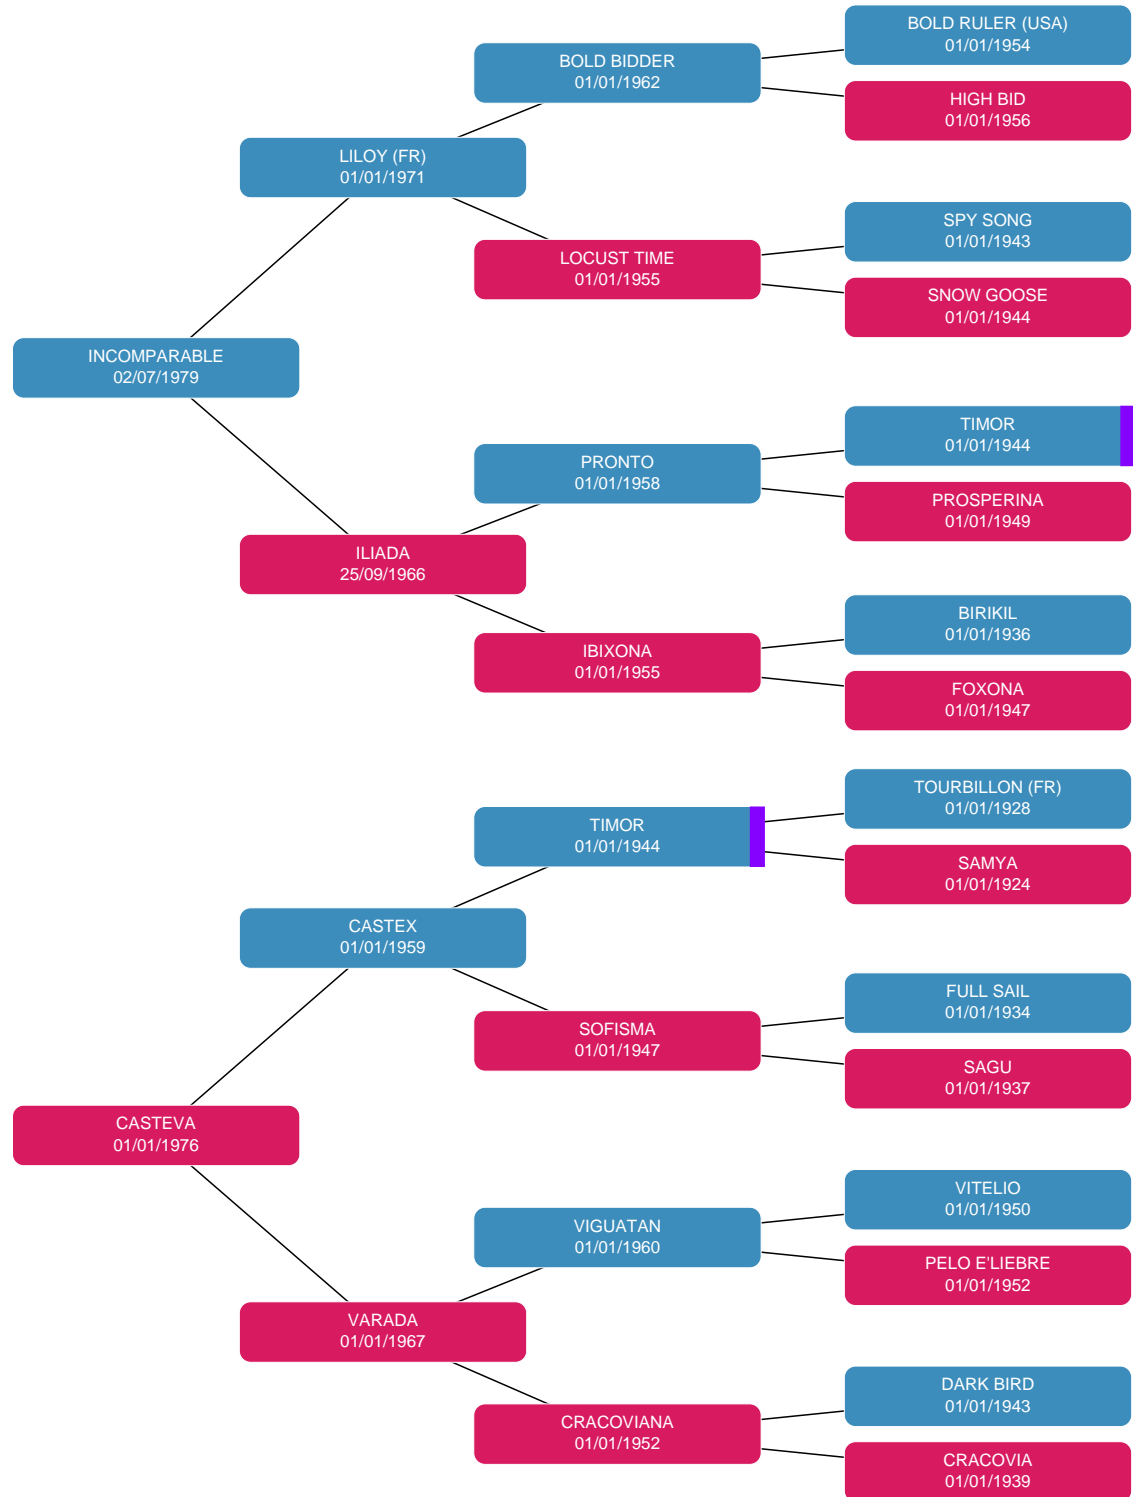 BOLD RULER (USA)
01/01/1954
BOLD BIDDER
01/01/1962
HIGH BID
01/01/1956
LILOY (FR)
01/01/1971
SPY SONG
01/01/1943
LOCUST TIME
01/01/1955
SNOW GOOSE
01/01/1944
INCOMPARABLE
02/07/1979
TIMOR
01/01/1944
PRONTO
01/01/1958
PROSPERINA
01/01/1949
ILIADA
25/09/1966
BIRIKIL
01/01/1936
IBIXONA
01/01/1955
FOXONA
01/01/1947
TOURBILLON (FR)
01/01/1928
TIMOR
01/01/1944
SAMYA
01/01/1924
CASTEX
01/01/1959
FULL SAIL
01/01/1934
SOFISMA
01/01/1947
SAGU
01/01/1937
CASTEVA
01/01/1976
VITELIO
01/01/1950
VIGUATAN
01/01/1960
PELO E'LIEBRE
01/01/1952
VARADA
01/01/1967
DARK BIRD
01/01/1943
CRACOVIANA
01/01/1952
CRACOVIA
01/01/1939